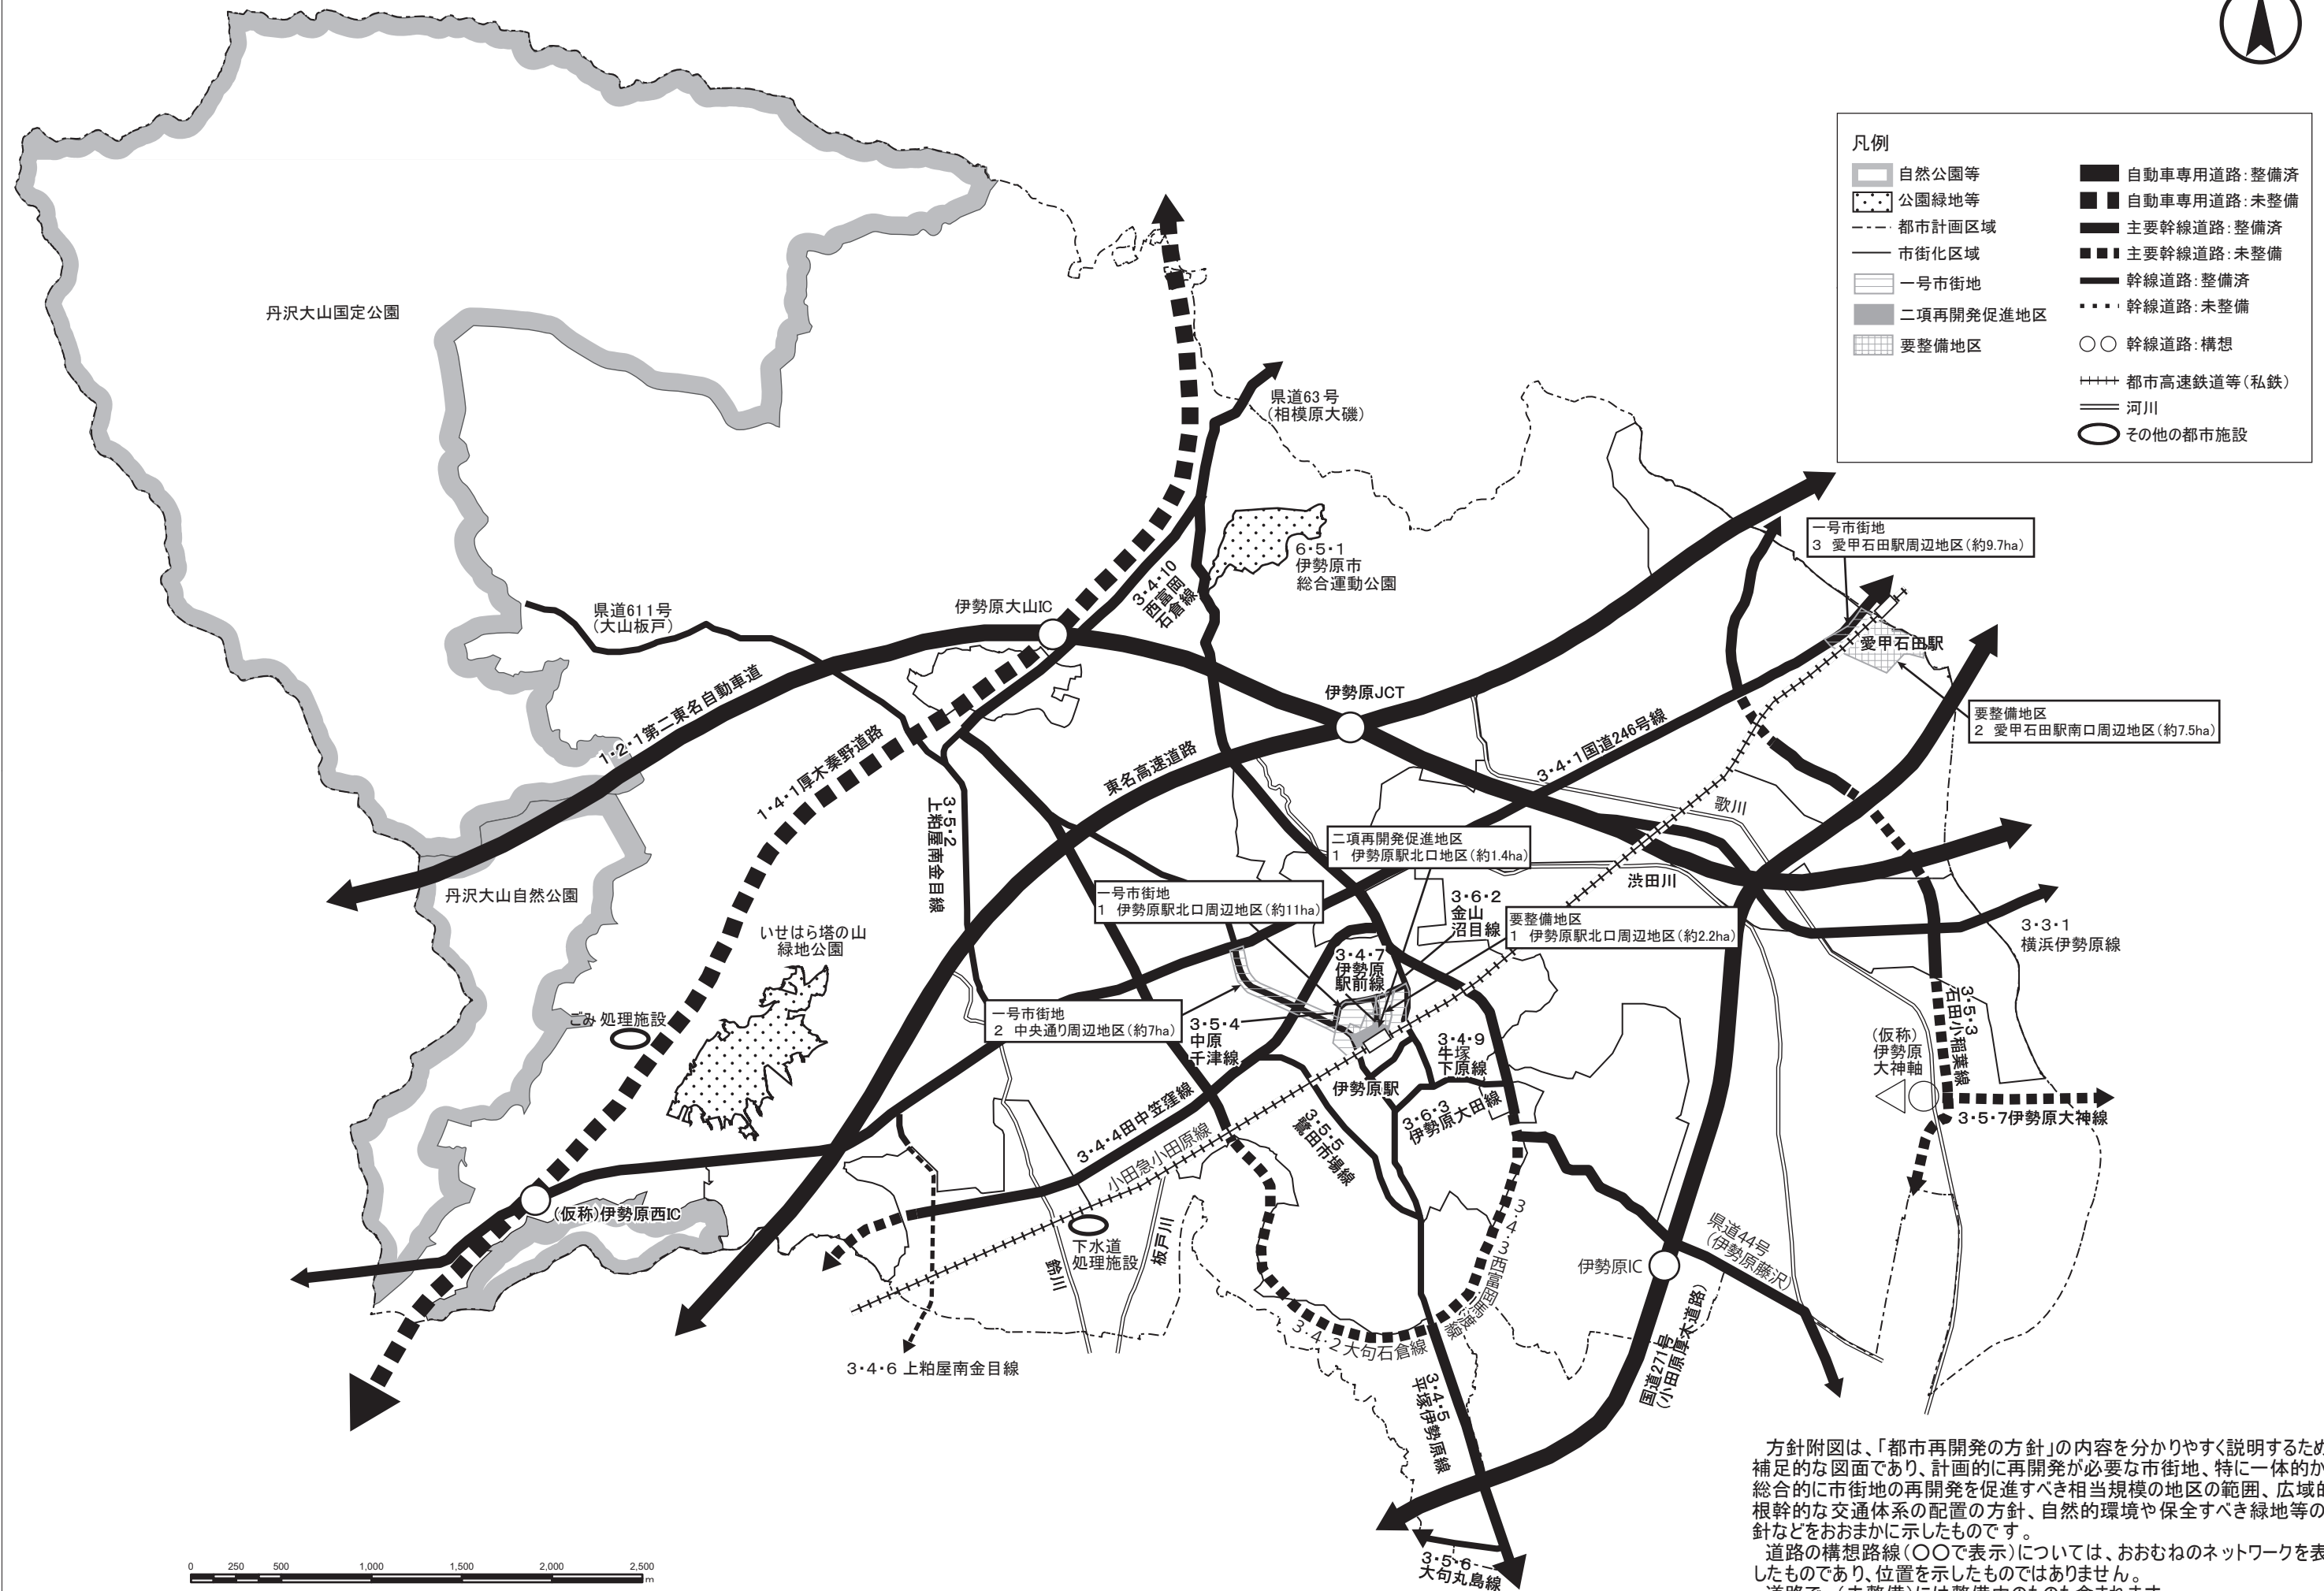 凡例
自然公園等
公園緑地等
都市計画区域
市街化区域
一号市街地
二項再開発促進地区
要整備地区
自動車専用道路：整備済
自動車専用道路：未整備
主要幹線道路：整備済
主要幹線道路：未整備
幹線道路：整備済
幹線道路：未整備
幹線道路：構想
都市高速鉄道等（私鉄）
河川
その他の都市施設
丹沢大山国定公園
県道63号
（相模原大磯）
6・5・1
伊勢原市
総合運動公園
3・4・10
西富岡
石倉線
一号市街地
3 愛甲石田駅周辺地区（約9.7ha）
愛甲石田駅
要整備地区
2 愛甲石田駅南口周辺地区（約7.5ha）
県道611号
（大山板戸）
伊勢原大山IC
伊勢原JCT
1・2・1第二東名自動車道
1・4・1厚木秦野道路
東名高速道路
3・4・1国道246号線
歌川
3・5・2
上粕屋南金目線
二項再開発促進地区
1 伊勢原駅北口地区（約1.4ha）
渋田川
丹沢大山自然公園
一号市街地
1 伊勢原駅北口周辺地区（約11ha）
3・6・2
金山
沼目線
要整備地区
1 伊勢原駅北口周辺地区（約2.2ha）
3・3・1
横浜伊勢原線
いせはら塔の山
緑地公園
3・4・7
伊勢原
駅前線
一号市街地
2 中央通り周辺地区（約7ha）
ごみ処理施設
3・5・4
中原
千津線
3・4・9
牛塚
下原線
3・5・3
石田小稲葉線
（仮称）
伊勢原
大神軸
伊勢原駅
3・6・3
伊勢原大田線
3・5・7伊勢原大神線
3・4・4田中笠窪線
小田急小田原線
3・5・5
鷺田市場線
（仮称）伊勢原西IC
下水道
処理施設
鈴川
板戸川
3・4・3西富岡馬渡線
県道44号
（伊勢原藤沢）
伊勢原IC
3・4・2大句石倉線
国道271号
（小田原厚木道路）
3・4・6 上粕屋南金目線
3・4・5
平塚伊勢原線
3・5・6
大句丸島線
方針附図は、「都市再開発の方針」の内容を分かりやすく説明するため
補足的な図面であり、計画的に再開発が必要な市街地、特に一体的か
総合的に市街地の再開発を促進すべき相当規模の地区の範囲、広域的
根幹的な交通体系の配置の方針、自然的環境や保全すべき緑地等の
針などをおおまかに示したものです。
道路の構想路線（〇〇で表示）については、おおむねのネットワークを表
したものであり、位置を示したものではありません。
0 250 500 1,000 1,500 2,000 2,500
m